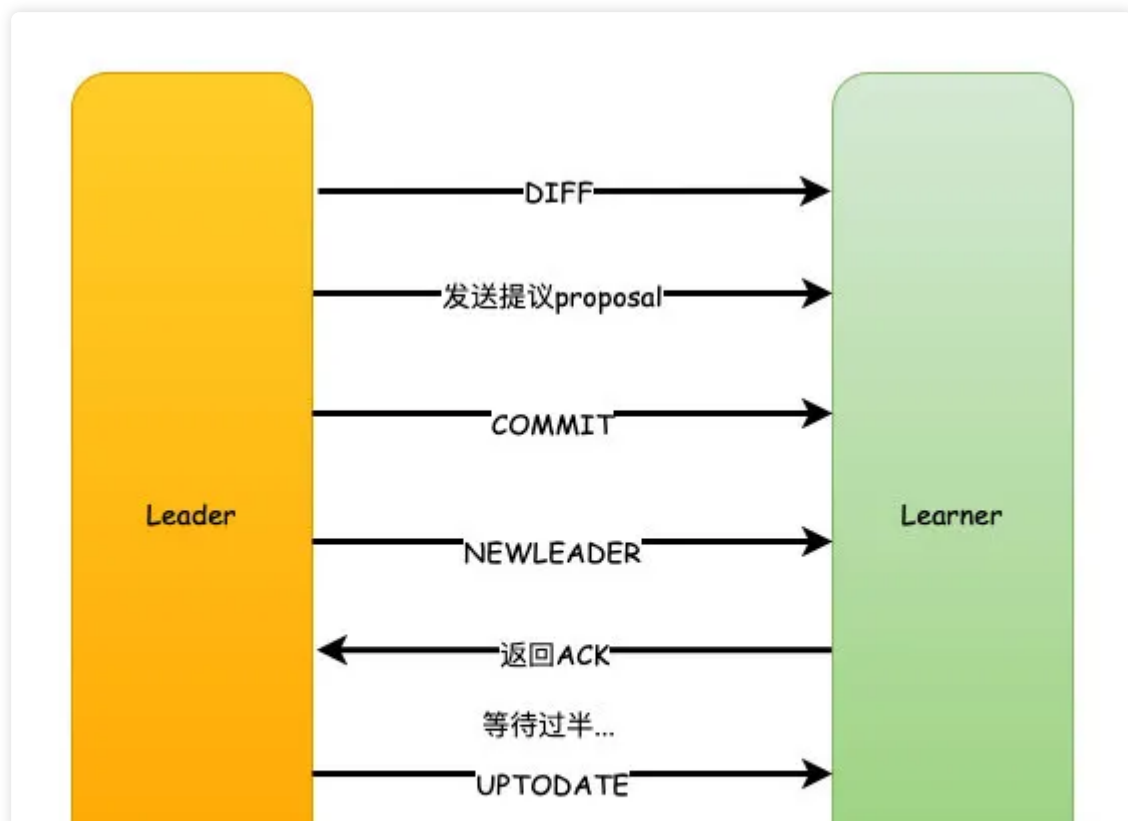 DIFF
发送提议proposal
COMMIT
Leader
Learner
NEWLEADER
返回ACK
等待过半...
UPTODATE